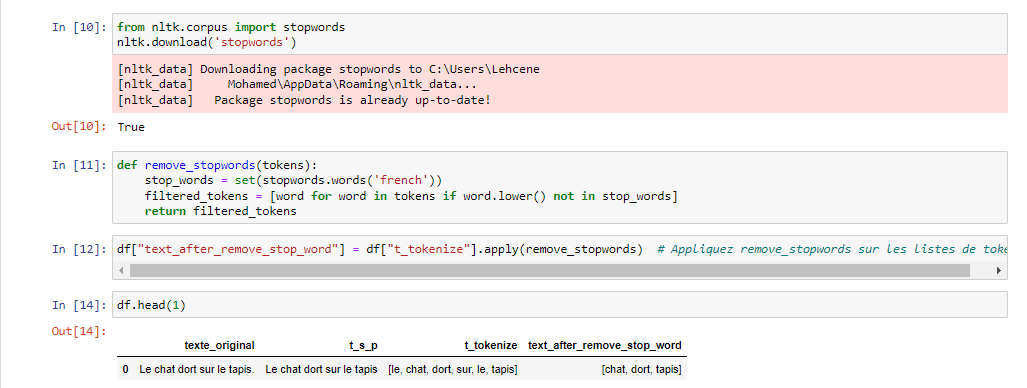 In [10]: from nltk.corpus import stopwords
nltk.download('stopwords')
[nltk_data] Downloading package stopwords to C:\Users\Lehcene
[nltk_data]     Mohamed\AppData\Roaming\nltk_data...
[nltk_data]   Package stopwords is already up-to-date!
Out[10]: True
In [11]: def remove_stopwords(tokens):
    stop_words = set(stopwords.words('french'))
    filtered_tokens = [word for word in tokens if word.lower() not in stop_words]
    return filtered_tokens
In [12]: df["text_after_remove_stop_word"] = df["t_tokenize"].apply(remove_stopwords)  # Appliquez remove_stopwords sur les listes de toke
In [14]: df.head(1)
Out[14]:
texte_original t_s_p t_tokenize text_after_remove_stop_word
0 Le chat dort sur le tapis. Le chat dort sur le tapis [le, chat, dort, sur, le, tapis] [chat, dort, tapis]